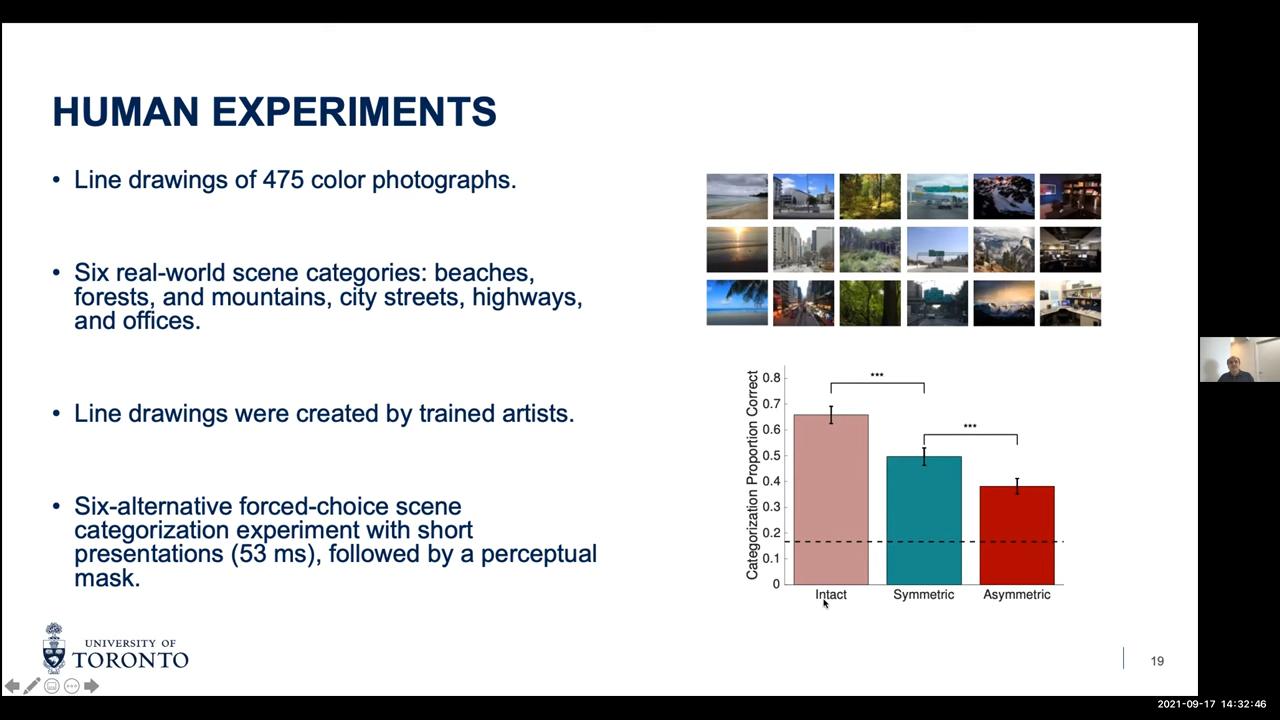 HUMAN EXPERIMENTS
• Line drawings of 475 color photographs.
• Six real-world scene categories: beaches,
forests, and mountains, city streets, highways,
and offices.
• Line drawings were created by trained artists.
• Six-alternative forced-choice scene
categorization experiment with short
presentations (53 ms), followed by a perceptual
mask.
Categorization Proportion Correct
0.8
0.7
0.6
0.5
0.4
0.3
0.2
0.1
0
***
***
Intact Symmetric Asymmetric
UNIVERSITY OF
TORONTO
19
2021-09-17 14:32:46